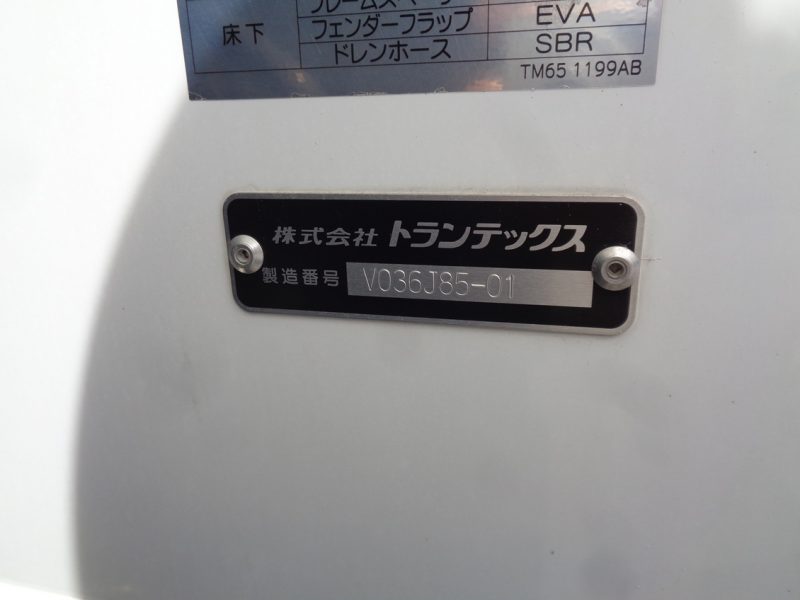 床下
フェンダーフラップ EVA
ドレンホース SBR
TM65 1199AB
株式会社 トランテックス
製造番号 V036J85-01